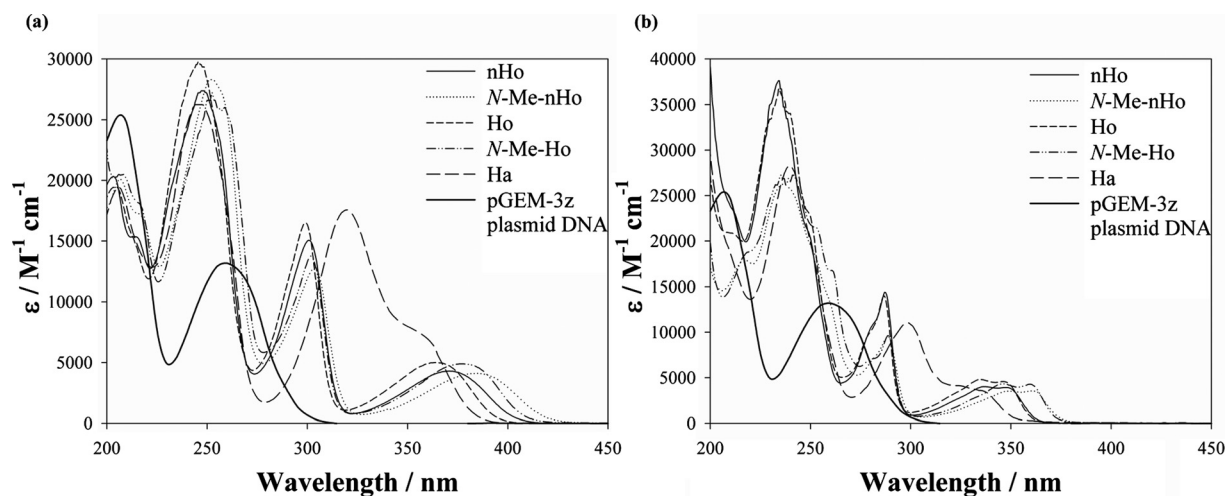 (a)
ε / M⁻¹ cm⁻¹
30000
25000
20000
15000
10000
5000
0
200 250 300 350 400 450
Wavelength / nm
nHo
N-Me-nHo
Ho
N-Me-Ho
Ha
pGEM-3z
plasmid DNA
(b)
ε / M⁻¹ cm⁻¹
40000
35000
30000
25000
20000
15000
10000
5000
0
200 250 300 350 400 450
Wavelength / nm
nHo
N-Me-nHo
Ho
N-Me-Ho
Ha
pGEM-3z
plasmid DNA